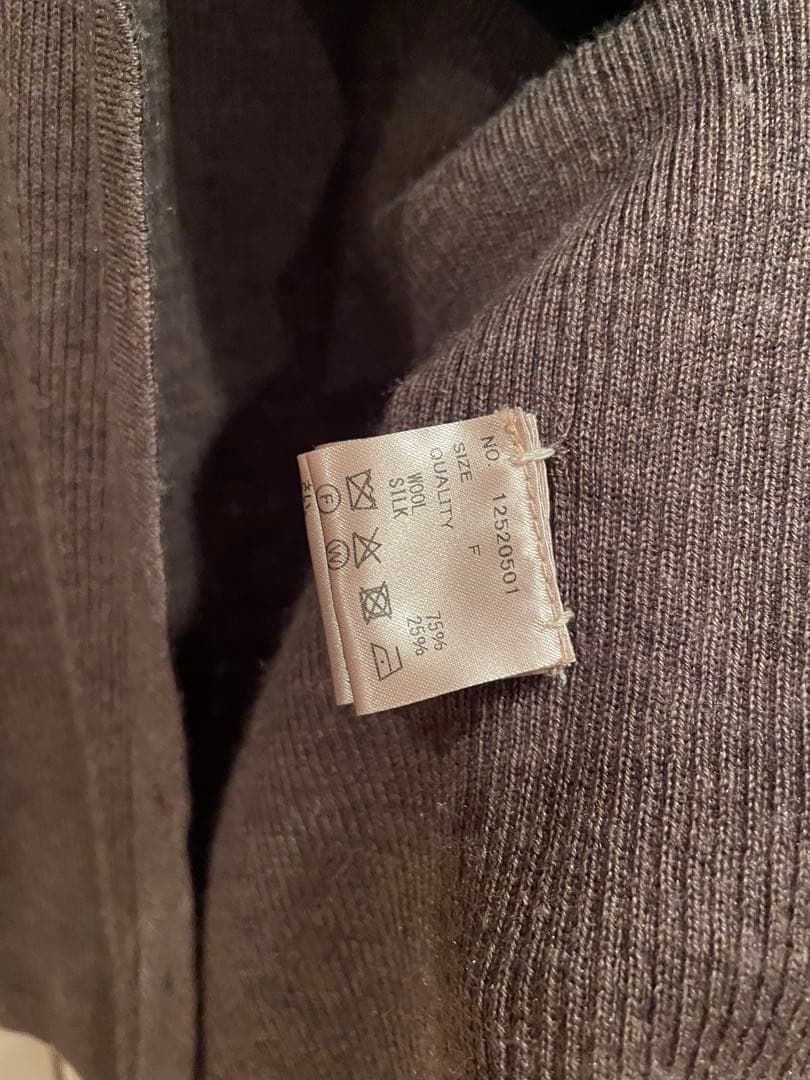 NO. 12520501
SIZE F
QUALITY
WOOL 75%
SILK 25%
F W